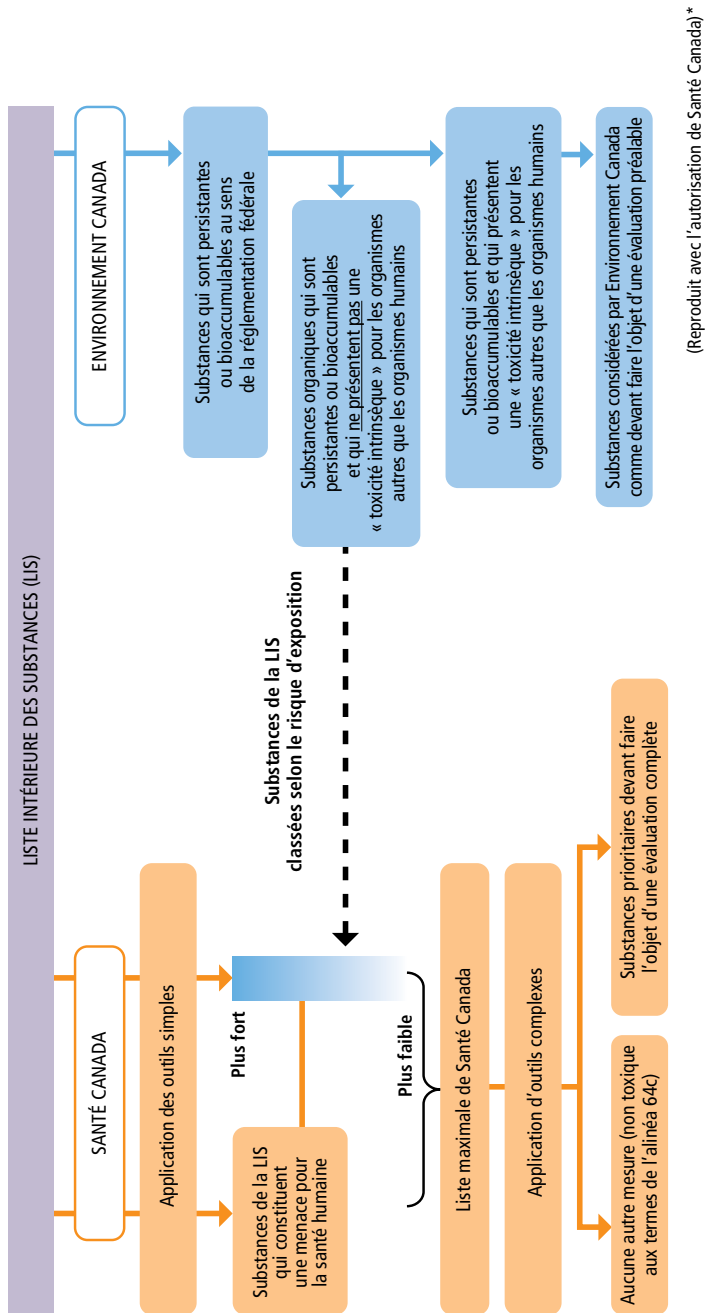 LISTE INTÉRIEURE DES SUBSTANCES (LIS)
SANTÉ CANADA
Application des outils simples
Substances de la LIS
qui constituent
une menace pour
la santé humaine
Plus fort
Plus faible
Liste maximale de Santé Canada
Application d’outils complexes
Aucune autre mesure (non toxique
aux termes de l’alinéa 64c)
Substances prioritaires devant faire
l’objet d’une évaluation complète
Substances de la LIS
classées selon le risque d’exposition
ENVIRONNEMENT CANADA
Substances qui sont persistantes
ou bioaccumulables au sens
de la réglementation fédérale
Substances organiques qui sont
persistantes ou bioaccumulables
et qui ne présentent pas une
« toxicité intrinsèque » pour les organismes
autres que les organismes humains
Substances qui sont persistantes
ou bioaccumulables et qui présentent
une « toxicité intrinsèque » pour les
organismes autres que les organismes humains
Substances considérées par Environnement Canada
comme devant faire l’objet d’une évaluation préalable
(Reproduit avec l’autorisation de Santé Canada)*